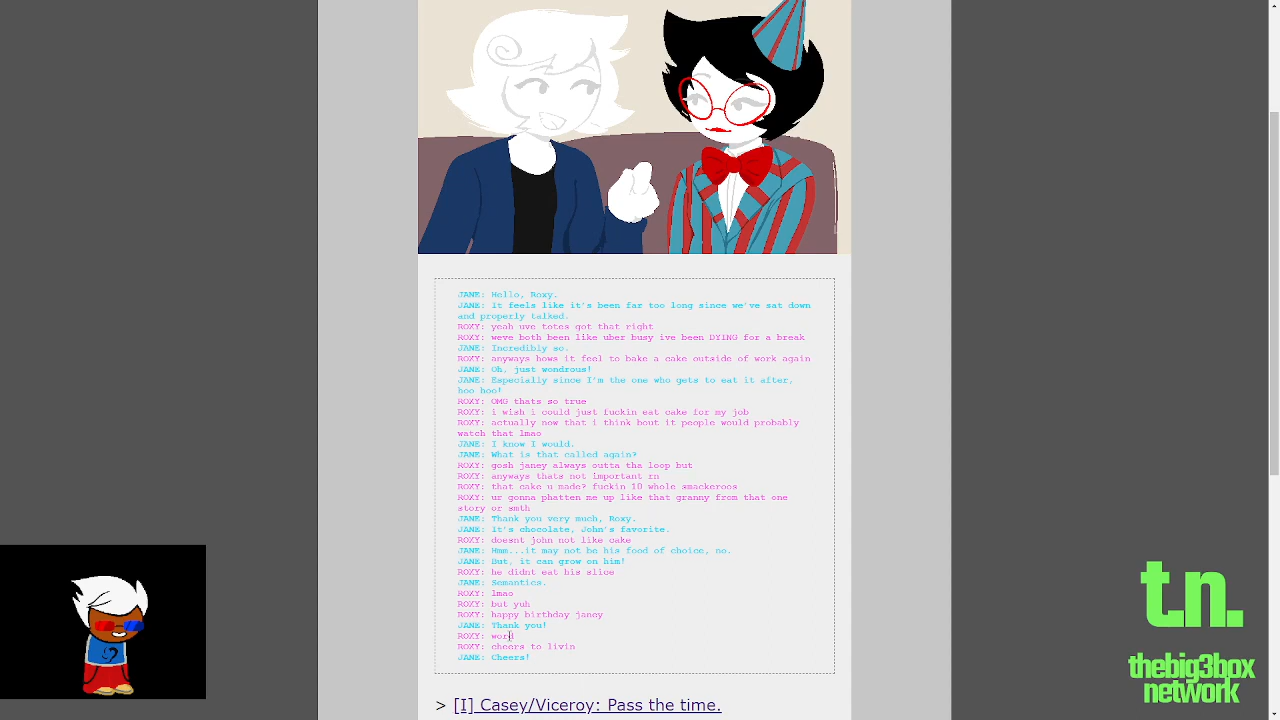 JANE: Hello, Roxy.
JANE: It feels like it's been far too long since we've sat down
and properly talked.
ROXY: yeah uve totes got that right
ROXY: weve both been like uber busy ive been DYING for a break
JANE: Incredibly so.
ROXY: anyways hows it feel to bake a cake outside of work again
JANE: Oh, just wondrous!
JANE: Especially since I'm the one who gets to eat it after,
hoo hoo!
ROXY: OMG thats so true
ROXY: i wish i could just fuckin eat cake for my job
ROXY: actually now that i think bout it people would probably
watch that lmao
JANE: I know I would.
JANE: What is that called again?
ROXY: gosh janey always outta tha loop but
ROXY: anyways thats not important rn
ROXY: that cake u made? fuckin 10 whole smackeroos
ROXY: ur gonna phatten me up like that granny from that one
story or smth
JANE: Thank you very much, Roxy.
JANE: It's chocolate, John's favorite.
ROXY: doesnt john not like cake
JANE: Hmm...it may not be his food of choice, no.
JANE: But, it can grow on him!
ROXY: he didnt eat his slice
JANE: Semantics.
ROXY: lmao
ROXY: but yuh
ROXY: happy birthday janey
JANE: Thank you!
ROXY: word
ROXY: cheers to livin
JANE: Cheers!
> [I] Casey/Viceroy: Pass the time.
?
tn.
thebig3box
network